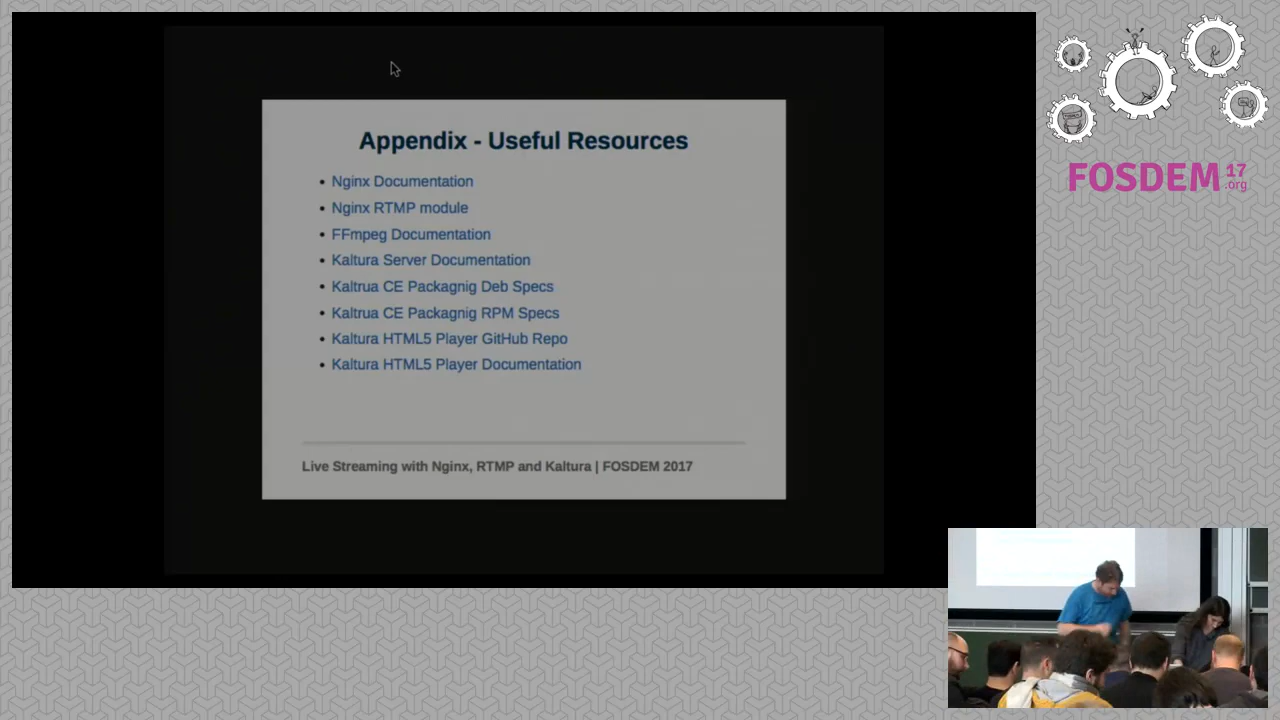 Appendix - Useful Resources
Nginx Documentation
Nginx RTMP module
FFmpeg Documentation
Kaltura Server Documentation
Kaltrua CE Packagnig Deb Specs
Kaltrua CE Packagnig RPM Specs
Kaltura HTML5 Player GitHub Repo
Kaltura HTML5 Player Documentation
Live Streaming with Nginx, RTMP and Kaltura | FOSDEM 2017
FOSDEM 17
.org